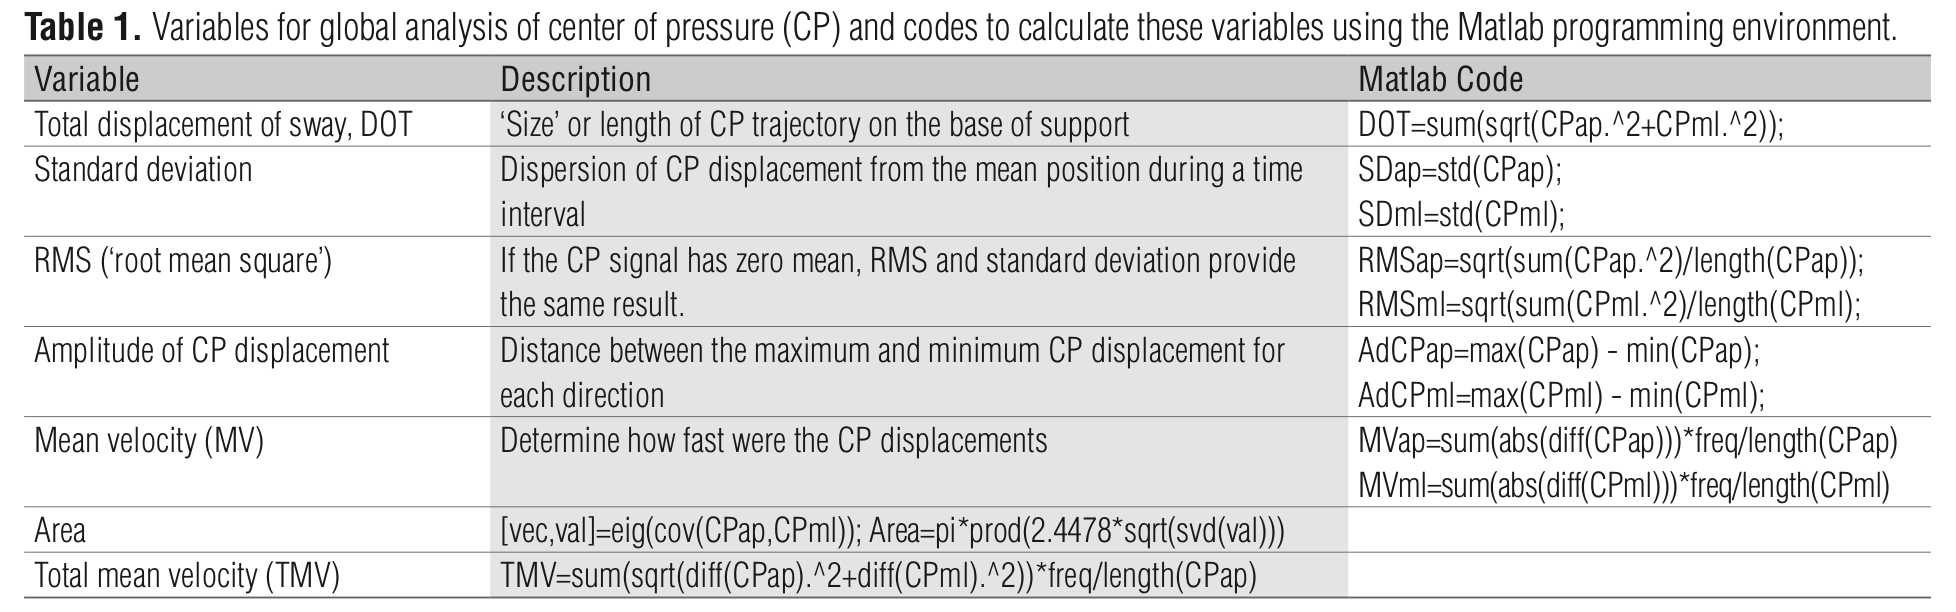 Table 1. Variables for global analysis of center of pressure (CP) and codes to calculate these variables using the Matlab programming environment.
Variable Description Matlab Code
Total displacement of sway, DOT ‘Size’ or length of CP trajectory on the base of support DOT=sum(sqrt(CPap.^2+CPml.^2));
Standard deviation Dispersion of CP displacement from the mean position during a time SDap=std(CPap);
interval SDml=std(CPml);
RMS (‘root mean square’) If the CP signal has zero mean, RMS and standard deviation provide RMSap=sqrt(sum(CPap.^2)/length(CPap));
the same result. RMSml=sqrt(sum(CPml.^2)/length(CPml);
Amplitude of CP displacement Distance between the maximum and minimum CP displacement for AdCPap=max(CPap) - min(CPap);
each direction AdCPml=max(CPml) - min(CPml);
Mean velocity (MV) Determine how fast were the CP displacements MVap=sum(abs(diff(CPap)))*freq/length(CPap)
MVml=sum(abs(diff(CPml)))*freq/length(CPml)
Area [vec,val]=eig(cov(CPap,CPml)); Area=pi*prod(2.4478*sqrt(svd(val)))
Total mean velocity (TMV) TMV=sum(sqrt(diff(CPap).^2+diff(CPml).^2))*freq/length(CPap)